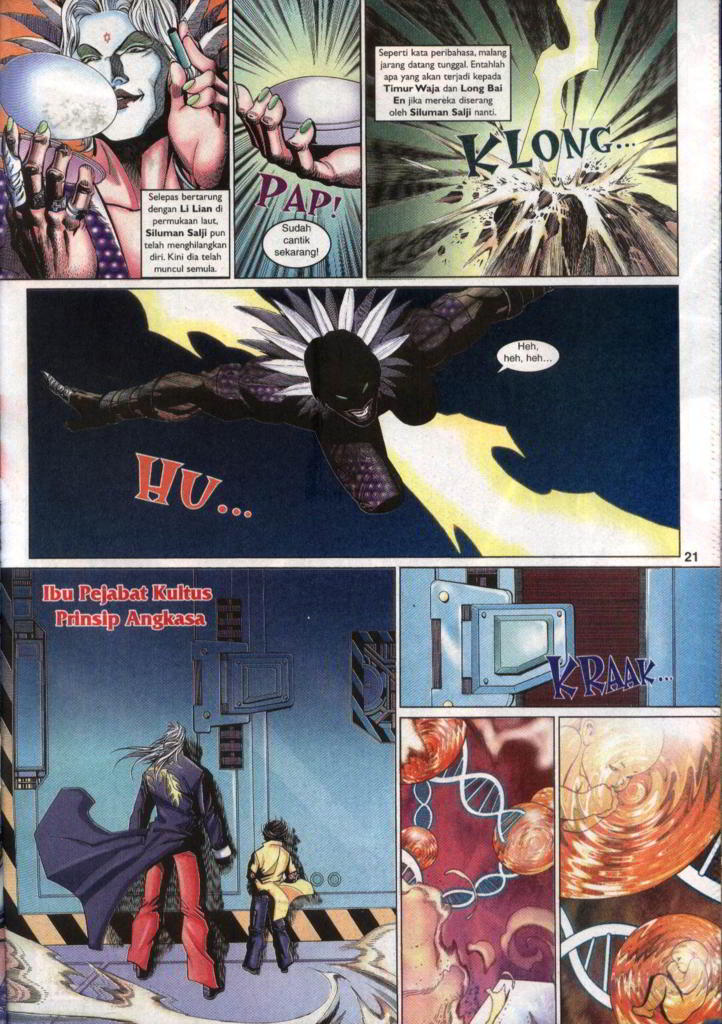 Selepas bertarung
dengan Li Lian di
permukaan laut,
Siluman Salji pun
telah menghilangkan
diri. Kini dia telah
muncul semula.
PAP!
Sudah
cantik
sekarang!
Seperti kata peribahasa, malang
jarang datang tunggal. Entahlah
apa yang akan terjadi kepada
Timur Waja dan Long Bai
En jika mereka diserang
oleh Siluman Salji nanti.
KLONG...
Heh,
heh, heh...
HU...
21
Ibu Pejabat Kultus
Prinsip Angkasa
KRAAK...